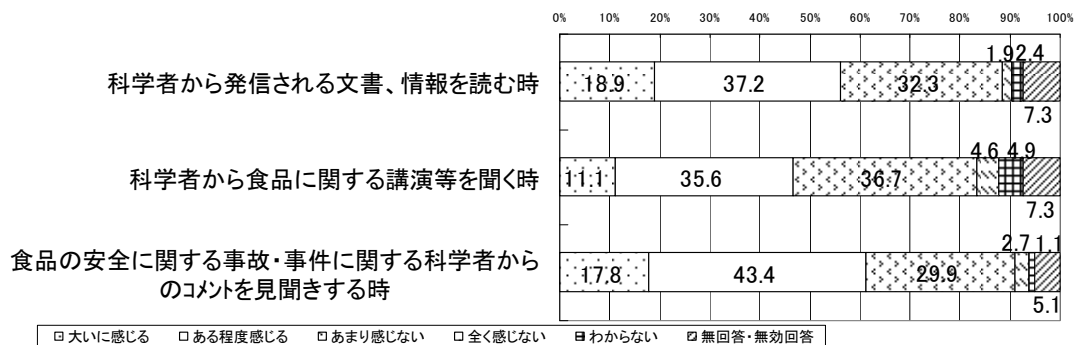 0% 10% 20% 30% 40% 50% 60% 70% 80% 90% 100%
科学者から発信される文書、情報を読む時
18.9 37.2 32.3 1.9 2.4 7.3
科学者から食品に関する講演等を聞く時
11.1 35.6 36.7 4.6 4.9 7.3
食品の安全に関する事故・事件に関する科学者から
のコメントを見聞きする時
17.8 43.4 29.9 2.7 1.1 5.1
大いに感じる ある程度感じる あまり感じない 全く感じない わからない 無回答・無効回答